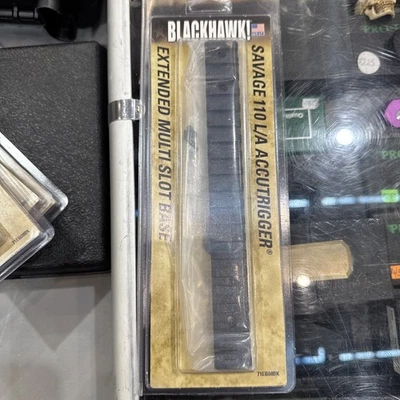 BLACKHAWK!
SAVAGE 110 L/A ACCUTRIGGER®
EXTENDED MULTI SLOT BASE